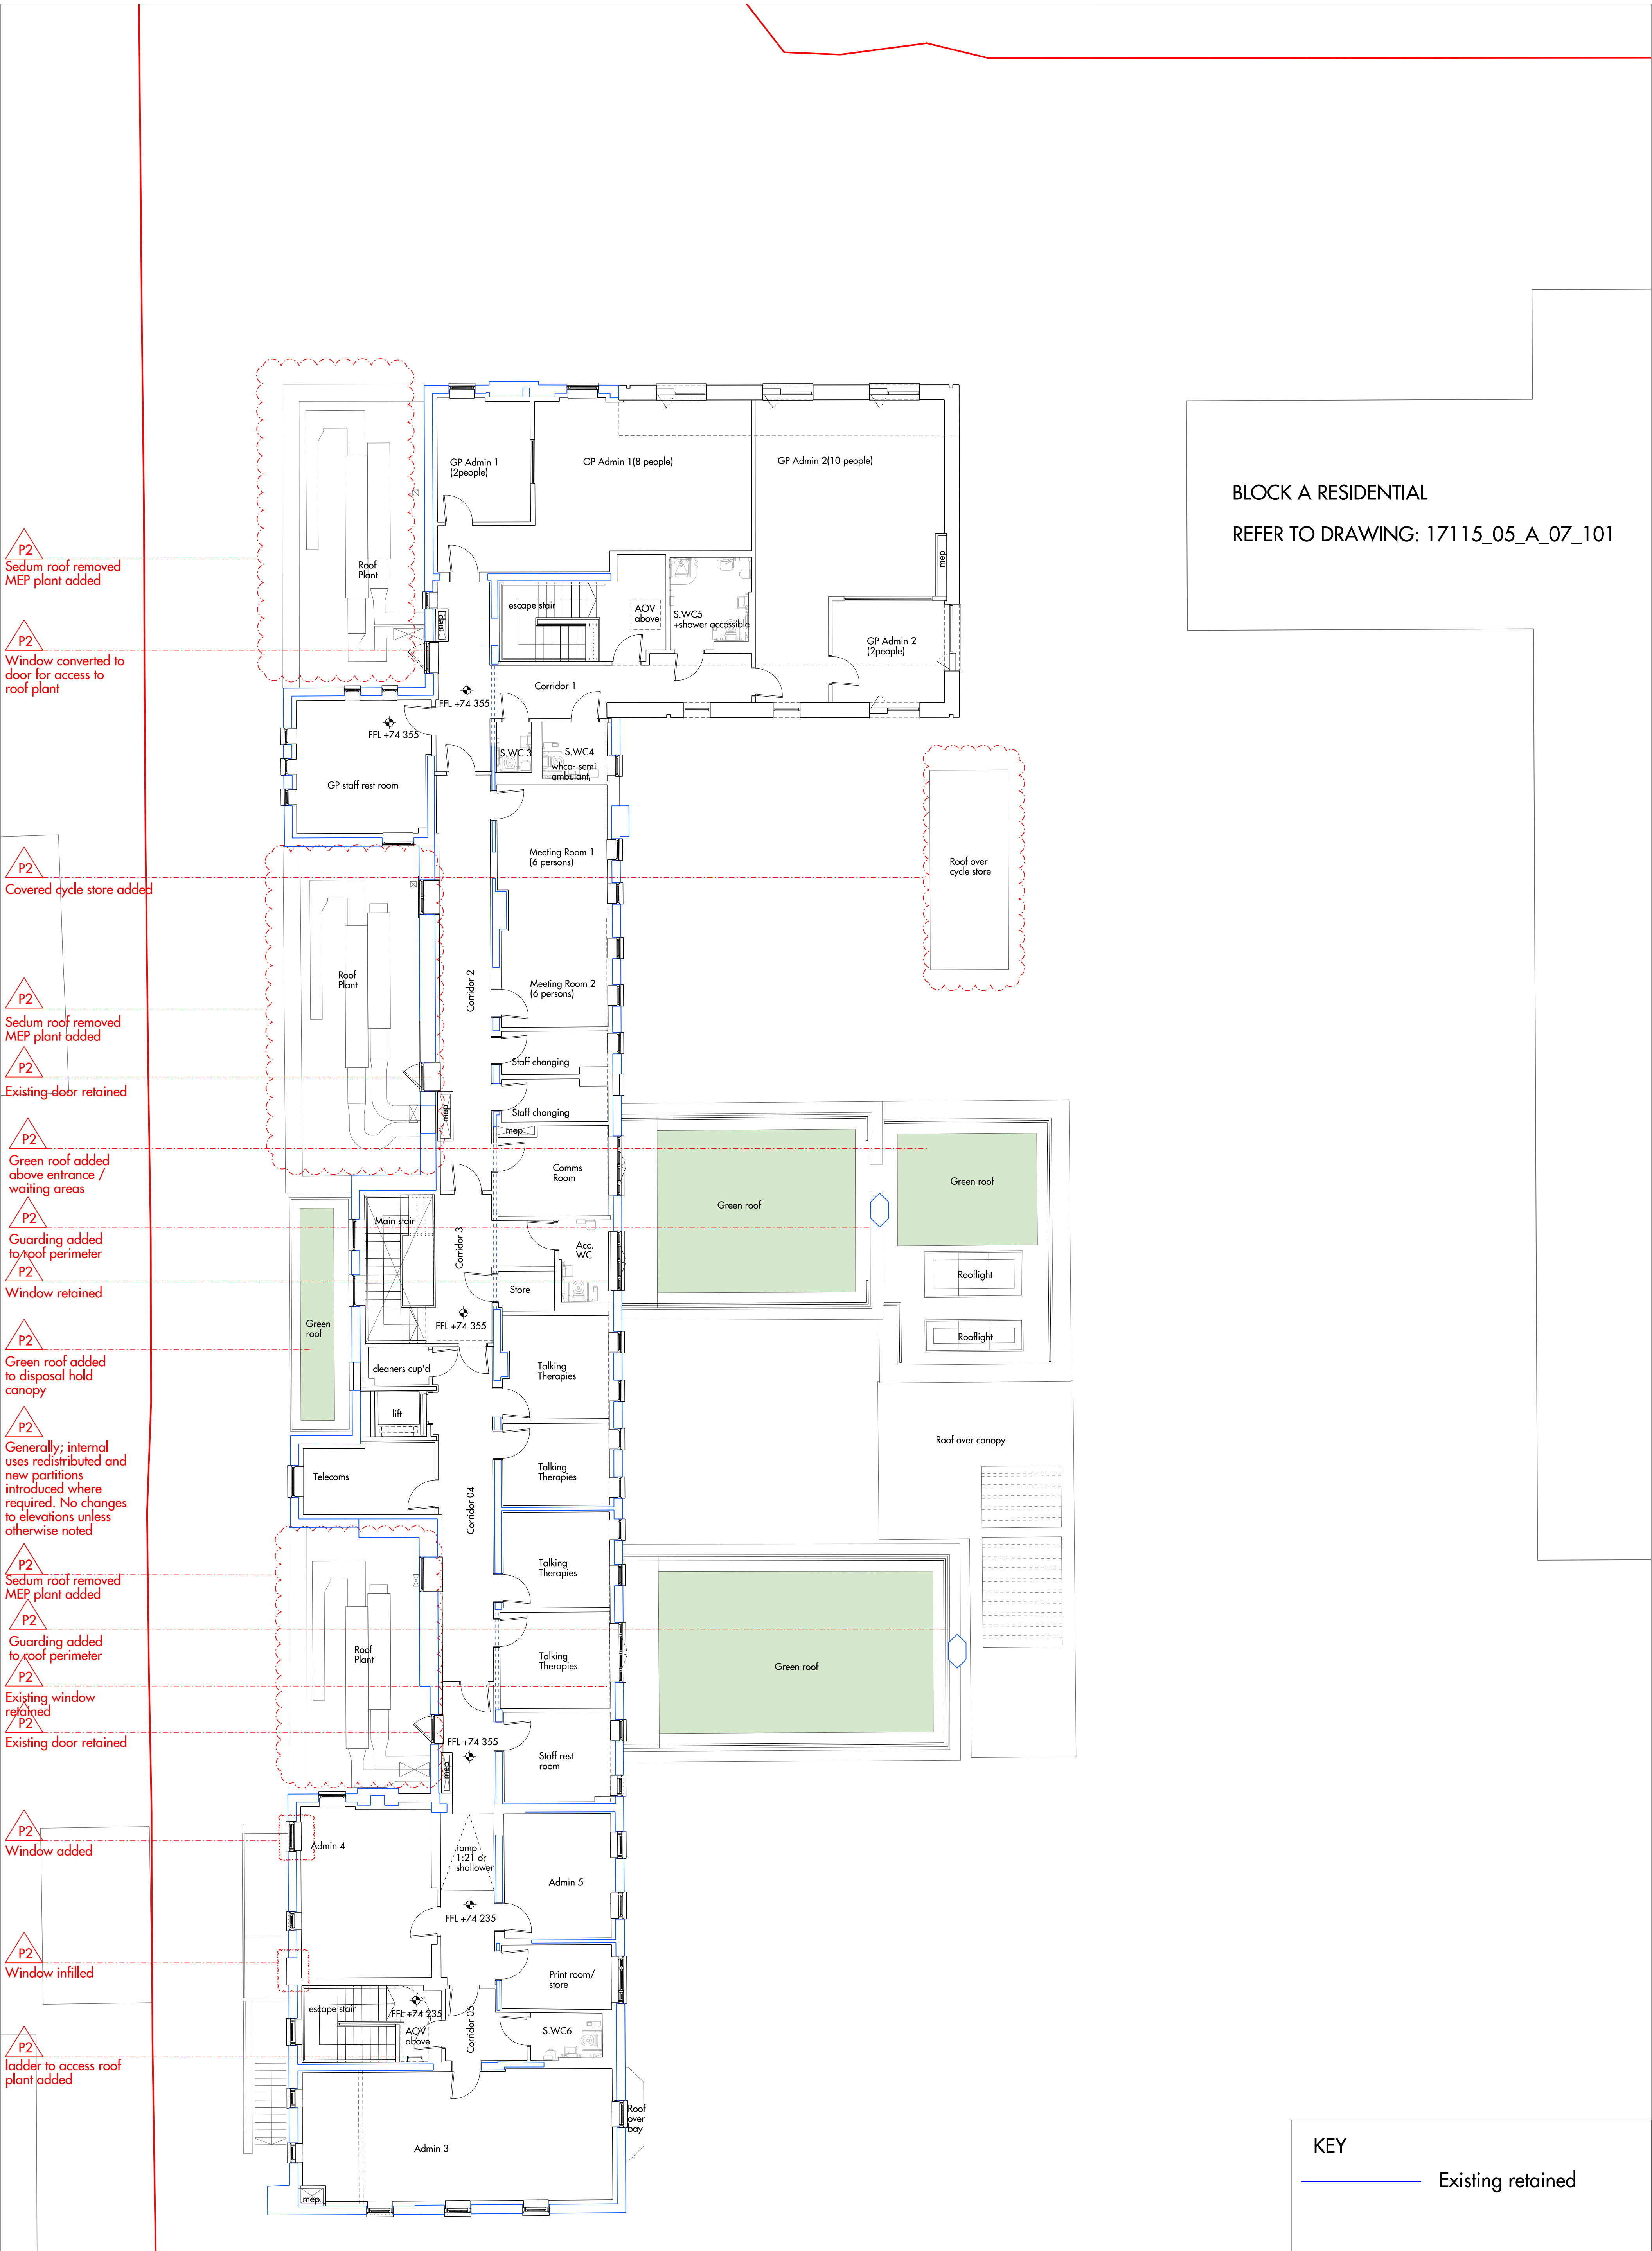 BLOCK A RESIDENTIAL
REFER TO DRAWING: 17115_05_A_07_101
P2
Sedum roof removed
MEP plant added
P2
Window converted to
door for access to
roof plant
P2
Covered cycle store added
P2
Sedum roof removed
MEP plant added
P2
Existing door retained
P2
Green roof added
above entrance /
waiting areas
P2
Guarding added
to roof perimeter
P2
Window retained
P2
Green roof added
to disposal hold
canopy
P2
Generally; internal
uses redistributed and
new partitions
introduced where
required. No changes
to elevations unless
otherwise noted
P2
Sedum roof removed
MEP plant added
P2
Guarding added
to roof perimeter
P2
Existing window
retained
P2
Existing door retained
P2
Window added
P2
Window infilled
P2
ladder to access roof
plant added
GP Admin 1
(2people)
GP Admin 1(8 people)
GP Admin 2(10 people)
Roof
Plant
mep
mep
escape stair
AOV
above
S.WC5
+shower accessible
GP Admin 2
(2people)
Corridor 1
FFL +74 355
FFL +74 355
S.WC 3
S.WC4
whca- semi
ambulant
GP staff rest room
Meeting Room 1
(6 persons)
Roof over
cycle store
Roof
Plant
Corridor 2
Meeting Room 2
(6 persons)
Staff changing
Staff changing
mep
mep
Comms
Room
Green roof
Green roof
Main stair
Corridor 3
Acc.
WC
Store
Rooflight
Rooflight
Green
roof
FFL +74 355
cleaners cup'd
Talking
Therapies
lift
Roof over canopy
Telecoms
Talking
Therapies
Corridor 04
Talking
Therapies
Roof
Plant
Talking
Therapies
Green roof
FFL +74 355
mep
Staff rest
room
Admin 4
ramp
1:21 or
shallower
Admin 5
FFL +74 235
Print room/
store
escape stair
FFL +74 235
AOV
above
Corridor 05
S.WC6
Roof
over
bay
Admin 3
mep
KEY
Existing retained